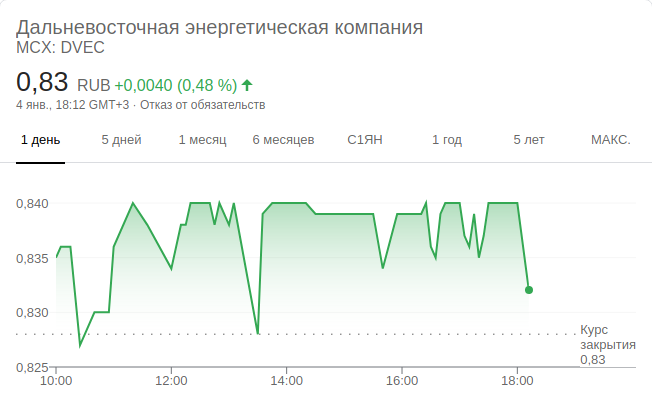 Дальневосточная энергетическая компания
MCX: DVEC
0,83 RUB +0,0040 (0,48 %)
4 янв., 18:12 GMT+3 · Отказ от обязательств
1 день 5 дней 1 месяц 6 месяцев С1ЯН 1 год 5 лет МАКС.
0,840
0,835
0,830
Курс
закрытия
0,83
0,825
10:00 12:00 14:00 16:00 18:00